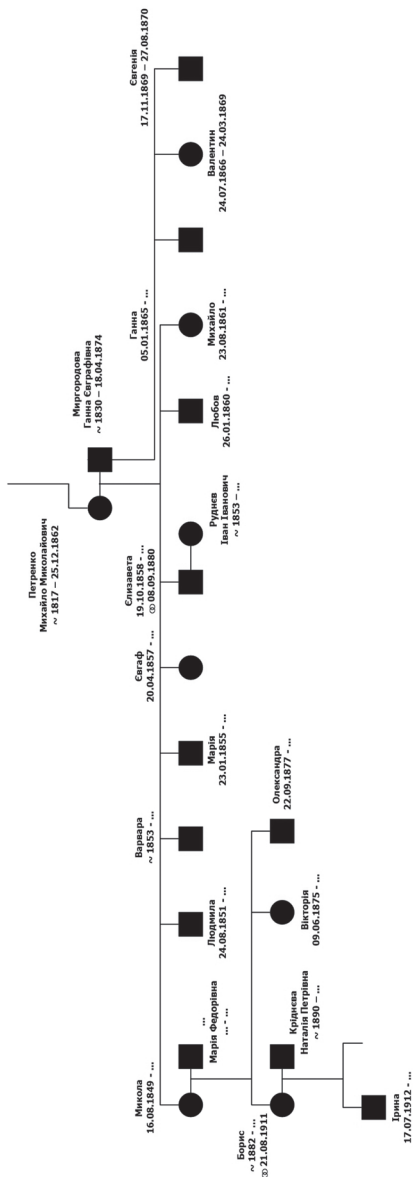 Петренко
Михайло Миколайович
~ 1817 – 25.12.1862
Миргородова
Ганна Євграфівна
~ 1830 – 18.04.1874
Микола
16.08.1849 - ...
...
Марія Федорівна
... - ...
Людмила
24.08.1851 - ...
Варвара
~ 1853 - ...
Марія
23.01.1855 - ...
Євгаф
20.04.1857 - ...
Єлизавета
19.10.1858 - ...
⚭ 08.09.1880
Руднєв
Іван Іванович
~ 1853 – ...
Любов
26.01.1860 - ...
Михайло
23.08.1861 - ...
Ганна
05.01.1865 - ...
Валентин
24.07.1866 – 24.03.1869
Євгенія
17.11.1869 – 27.08.1870
Борис
~ 1882 - ...
⚭ 21.08.1911
Кріднєва
Наталія Петрівна
~ 1890 – ...
Вікторія
09.06.1875 - ...
Олександра
22.09.1877 - ...
Ірина
17.07.1912 - ...